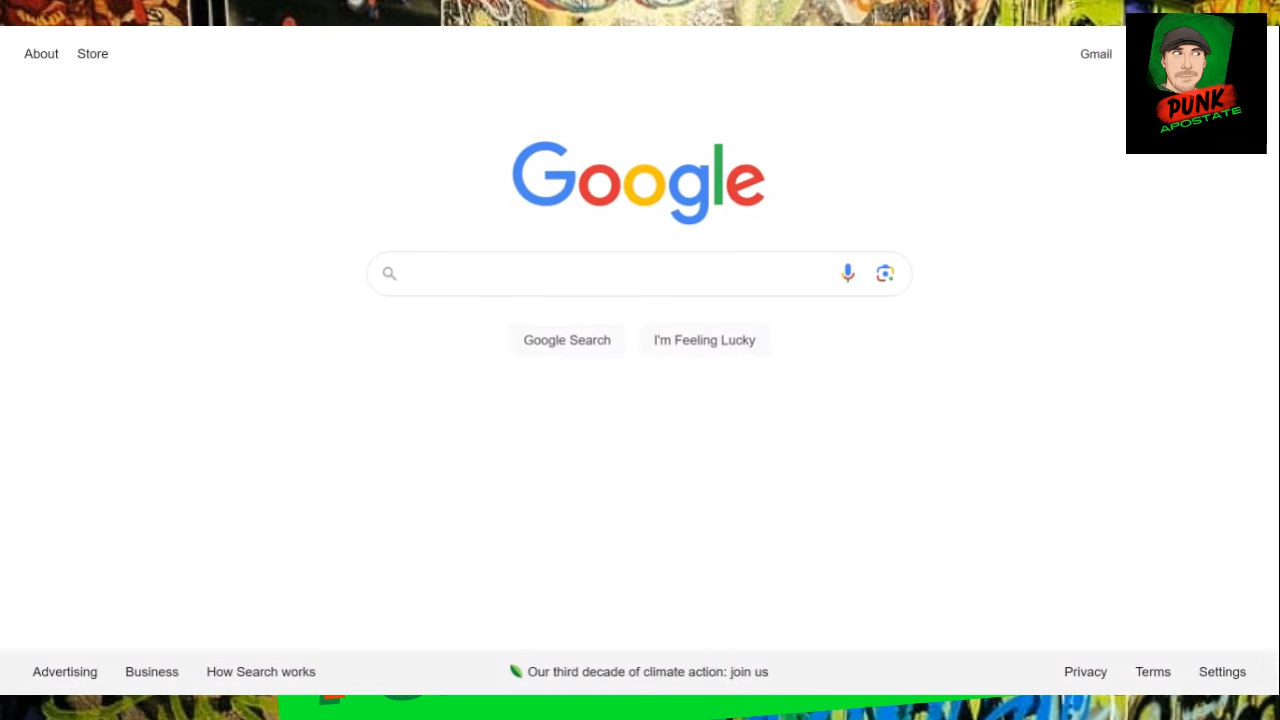 About Store
Gmail
PUNK
APOSTATE
Google
Google Search I'm Feeling Lucky
Advertising Business How Search works
Our third decade of climate action: join us
Privacy Terms Settings